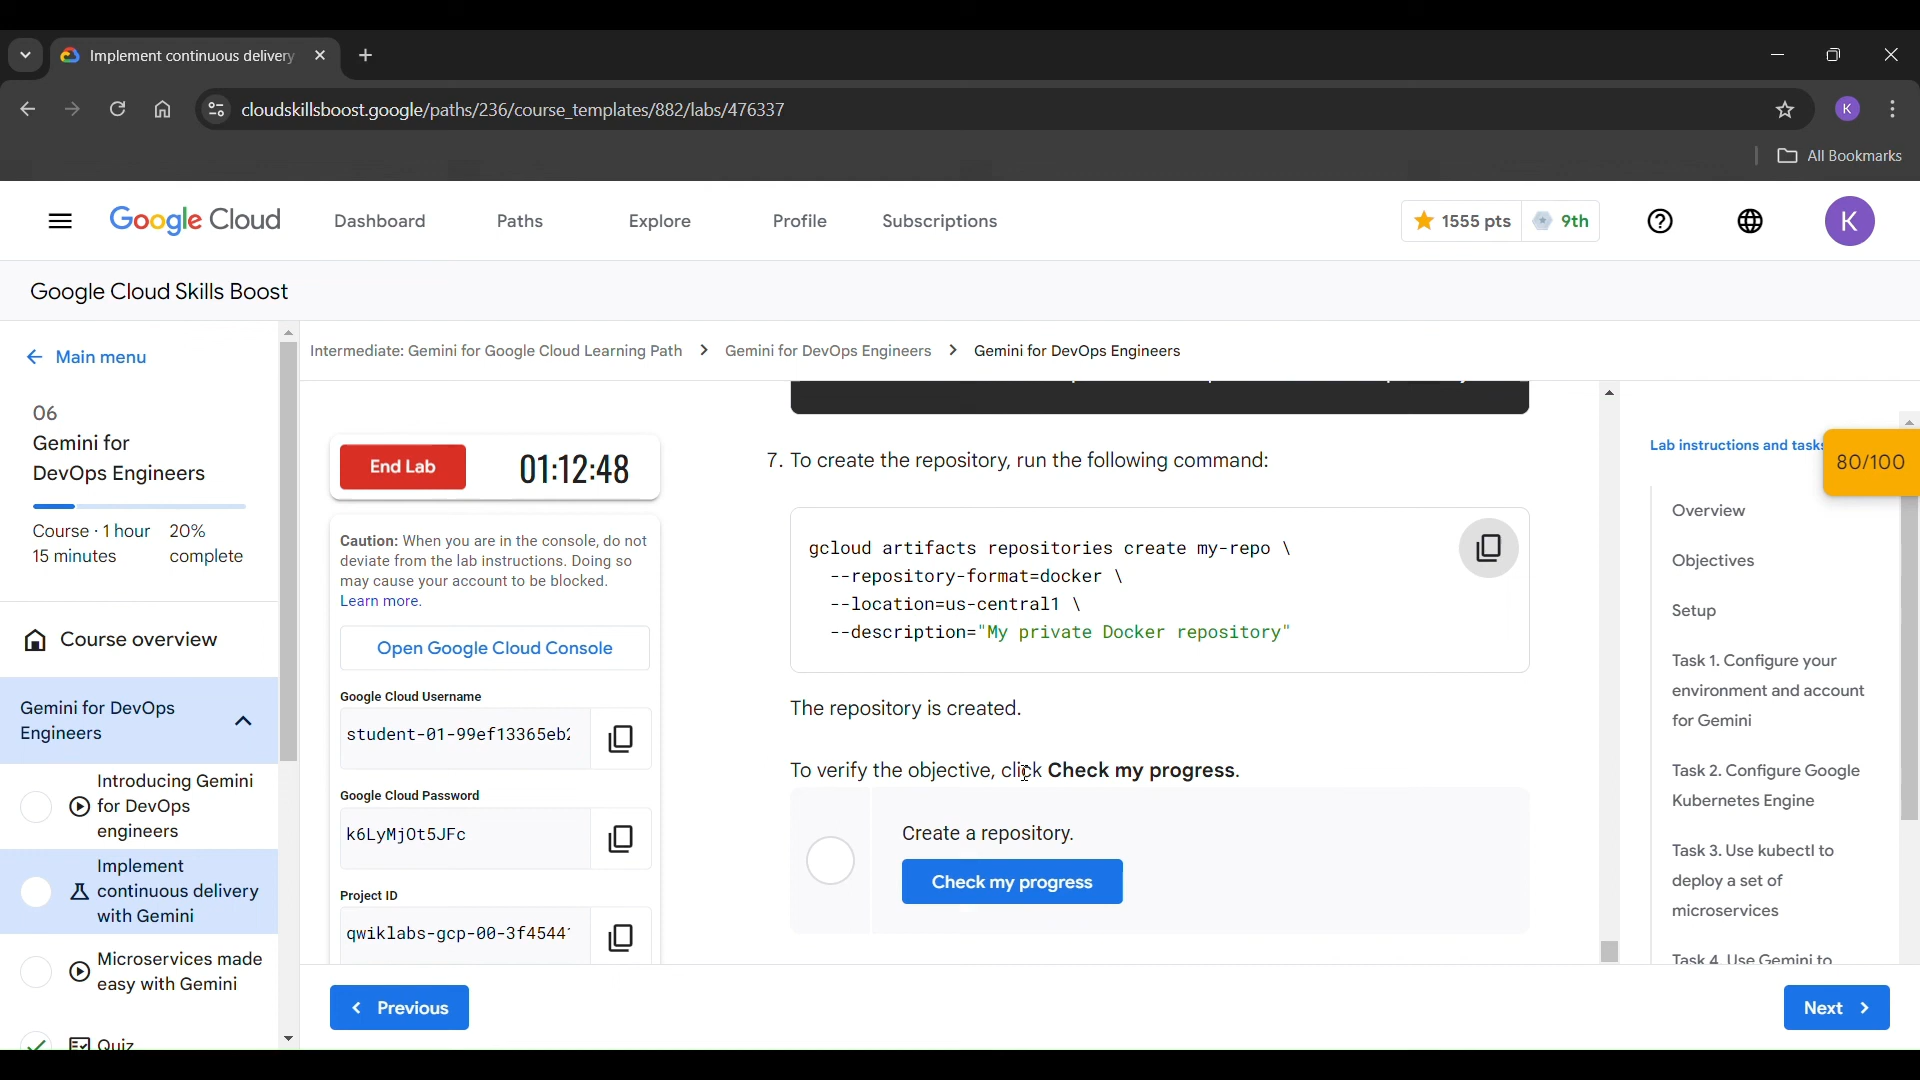 Implement continuous delivery
cloudskillsboost.google/paths/236/course_templates/882/labs/476337
K
All Bookmarks
Google Cloud
Dashboard
Paths
Explore
Profile
Subscriptions
1555 pts
9th
K
Google Cloud Skills Boost
Main menu
06
Gemini for
DevOps Engineers
Course · 1 hour
15 minutes
20%
complete
Course overview
Gemini for DevOps
Engineers
Introducing Gemini
for DevOps
engineers
Implement
continuous delivery
with Gemini
Microservices made
easy with Gemini
Quiz
Intermediate: Gemini for Google Cloud Learning Path > Gemini for DevOps Engineers > Gemini for DevOps Engineers
End Lab
01:12:48
Caution: When you are in the console, do not
deviate from the lab instructions. Doing so
may cause your account to be blocked.
Learn more.
Open Google Cloud Console
Google Cloud Username
student-01-99ef13365eb
Google Cloud Password
k6LyMjOt5JFc
Project ID
qwiklabs-gcp-00-3f4544
7. To create the repository, run the following command:
gcloud artifacts repositories create my-repo \
--repository-format=docker \
--location=us-central1 \
--description="My private Docker repository"
The repository is created.
To verify the objective, click Check my progress.
Create a repository.
Check my progress
Lab instructions and tasks
80/100
Overview
Objectives
Setup
Task 1. Configure your
environment and account
for Gemini
Task 2. Configure Google
Kubernetes Engine
Task 3. Use kubectl to
deploy a set of
microservices
Task 4. Use Gemini to
Previous
Next